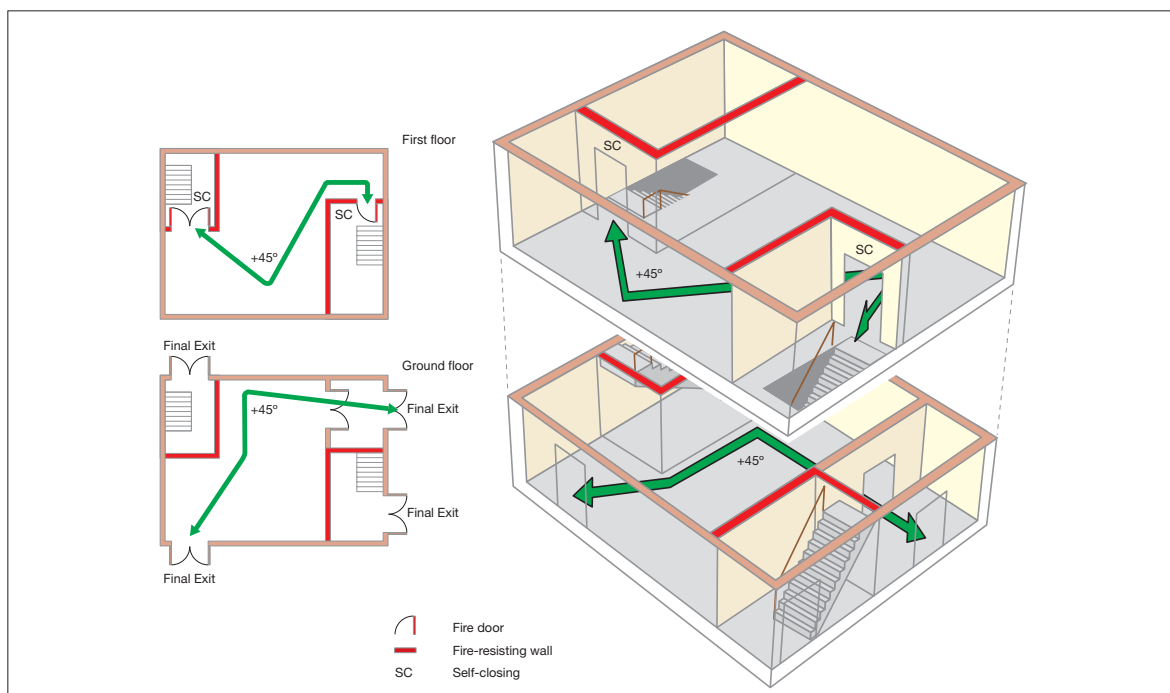 First floor
SC
SC
+45º
Final Exit
Ground floor
+45º
Final Exit
Final Exit
Final Exit
Fire door
Fire-resisting wall
SC
Self-closing
SC
SC
+45º
+45º